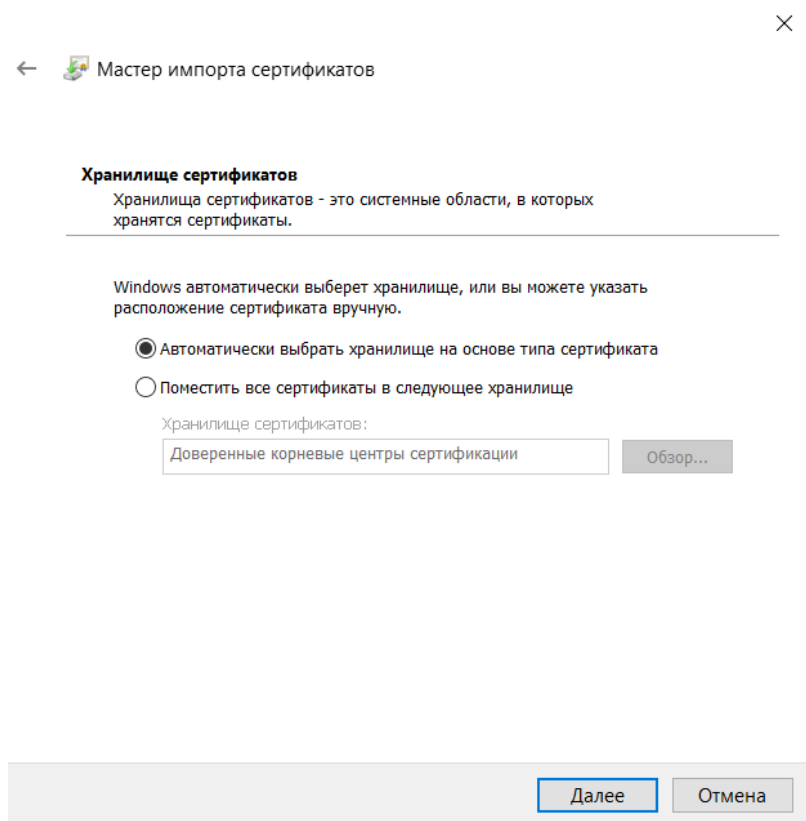 Мастер импорта сертификатов
Хранилище сертификатов
Хранилища сертификатов - это системные области, в которых
хранятся сертификаты.
Windows автоматически выберет хранилище, или вы можете указать
расположение сертификата вручную.
Автоматически выбрать хранилище на основе типа сертификата
Поместить все сертификаты в следующее хранилище
Хранилище сертификатов:
Доверенные корневые центры сертификации
Обзор...
Далее
Отмена